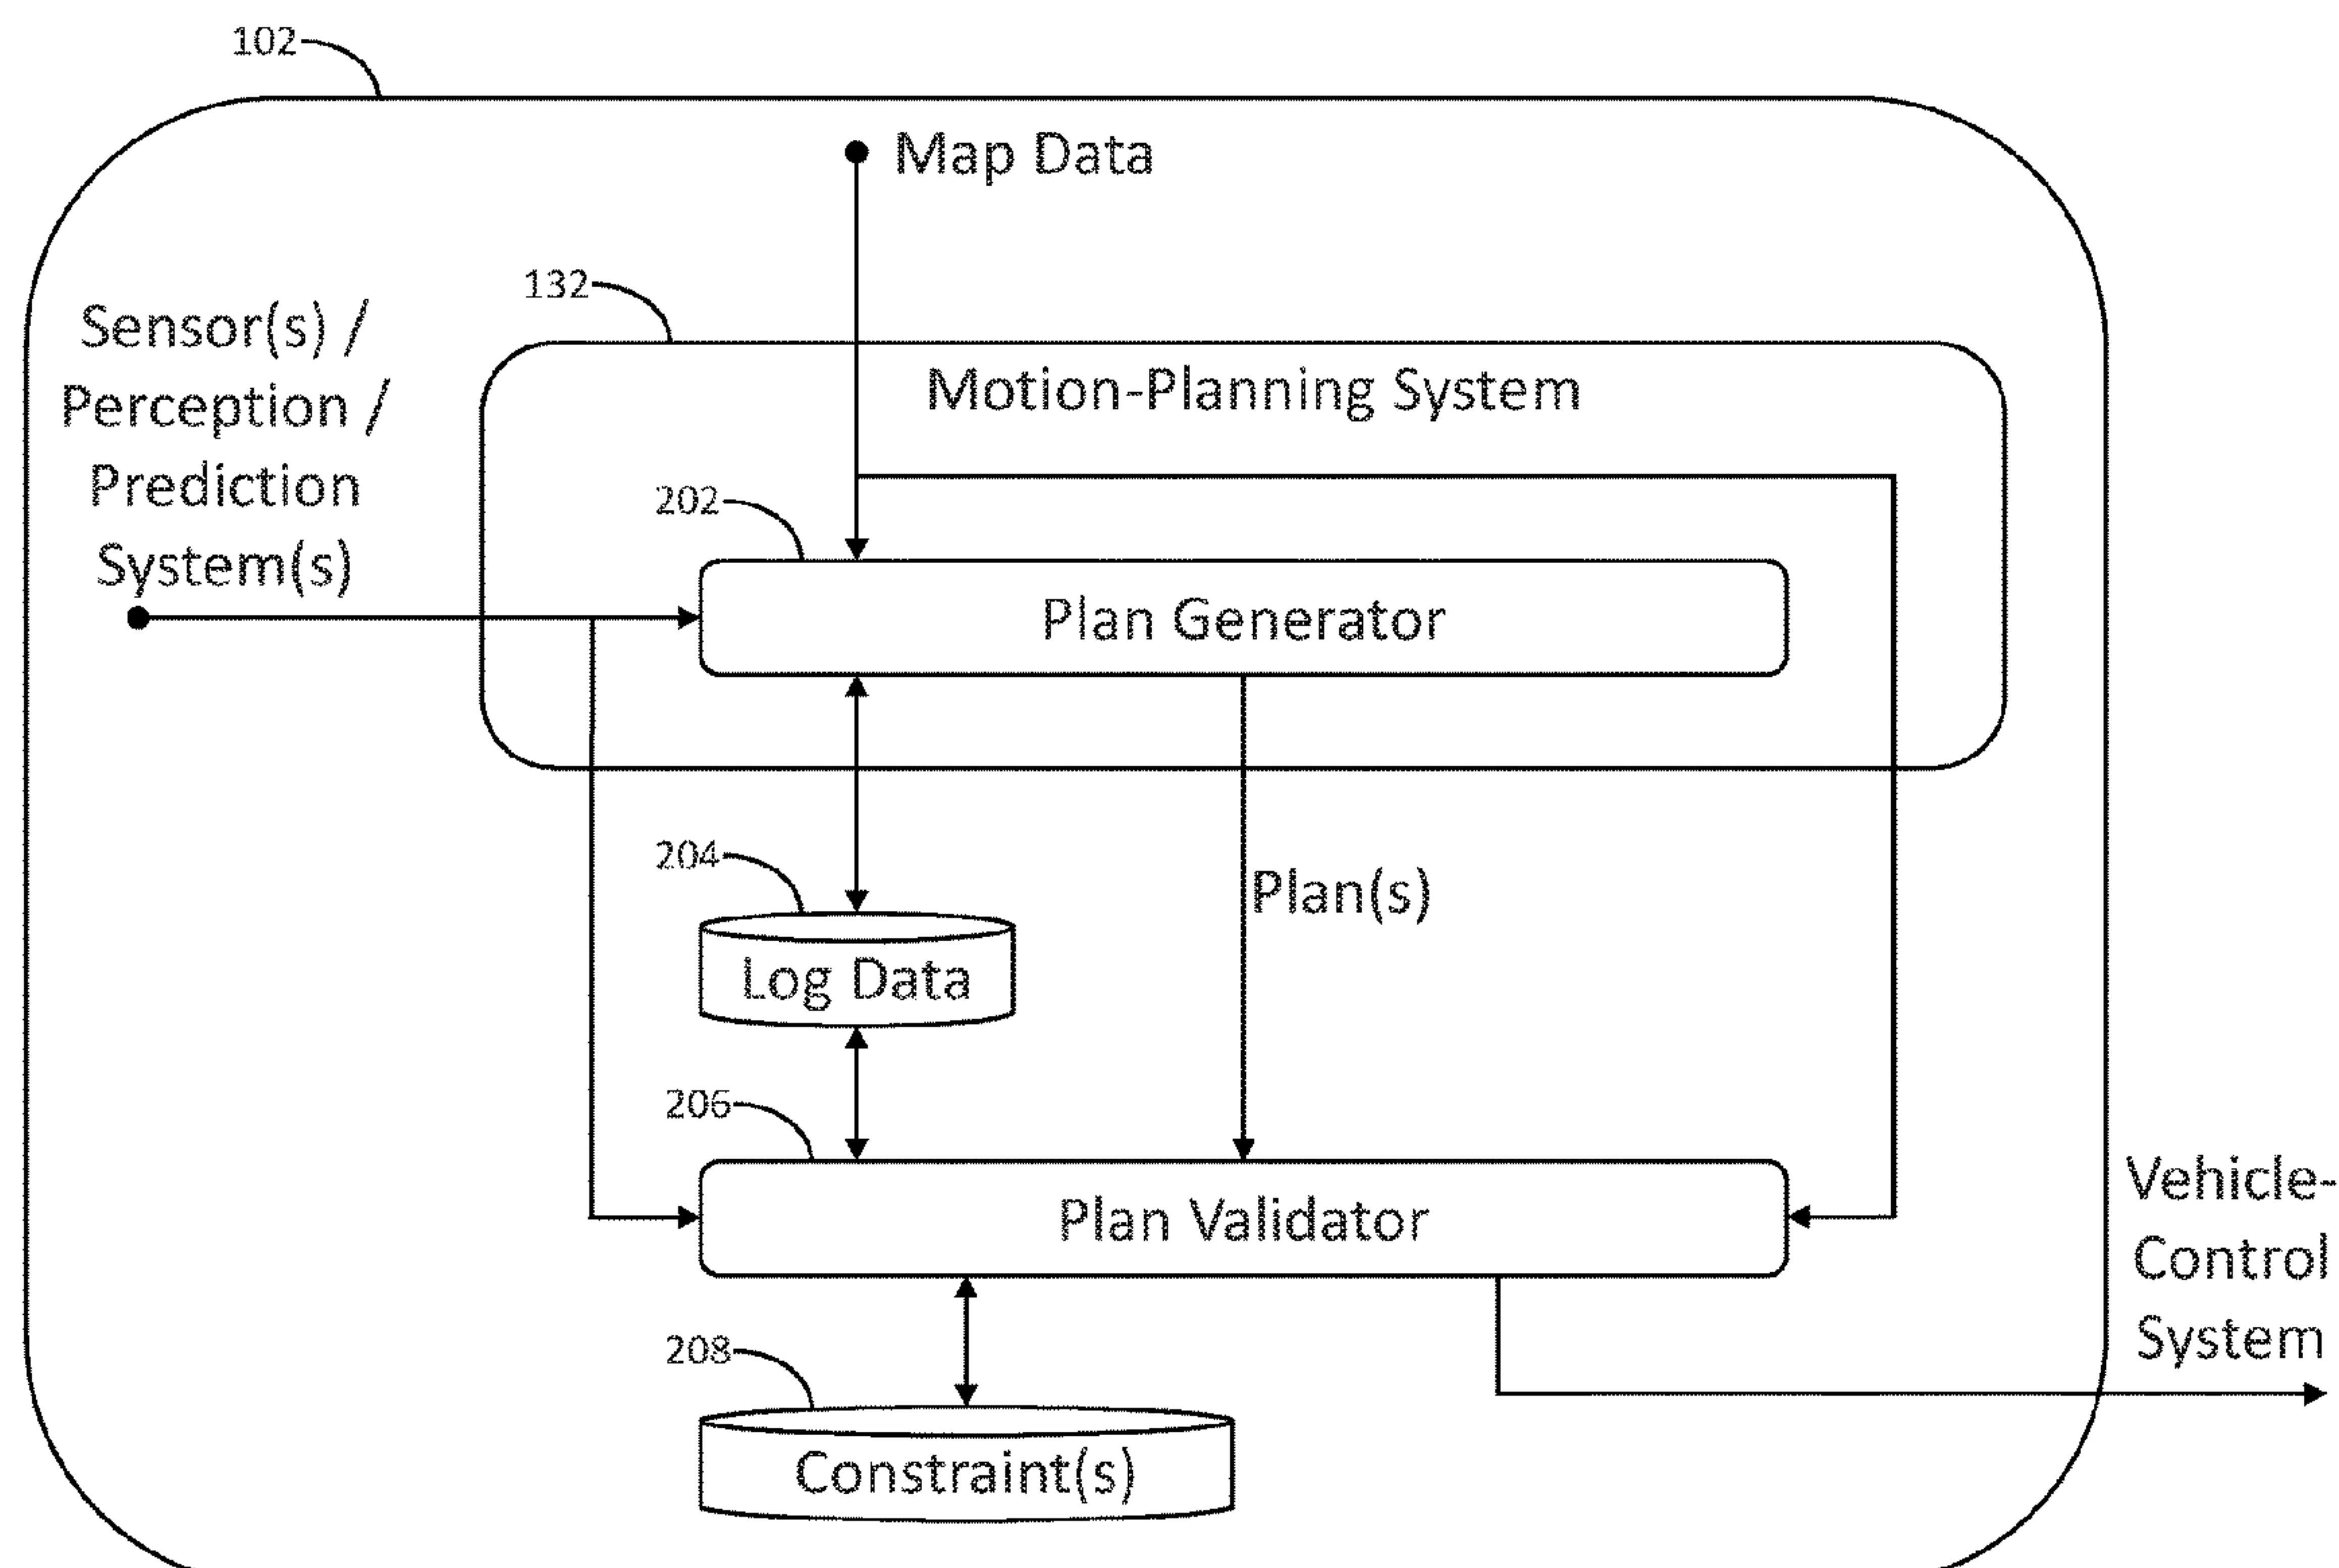 102
Map Data
132
Sensor(s) /
Perception /
Prediction
System(s)
Motion-Planning System
202
Plan Generator
204
Plan(s)
Log Data
206
Plan Validator
Vehicle-
Control
System
208
Constraint(s)